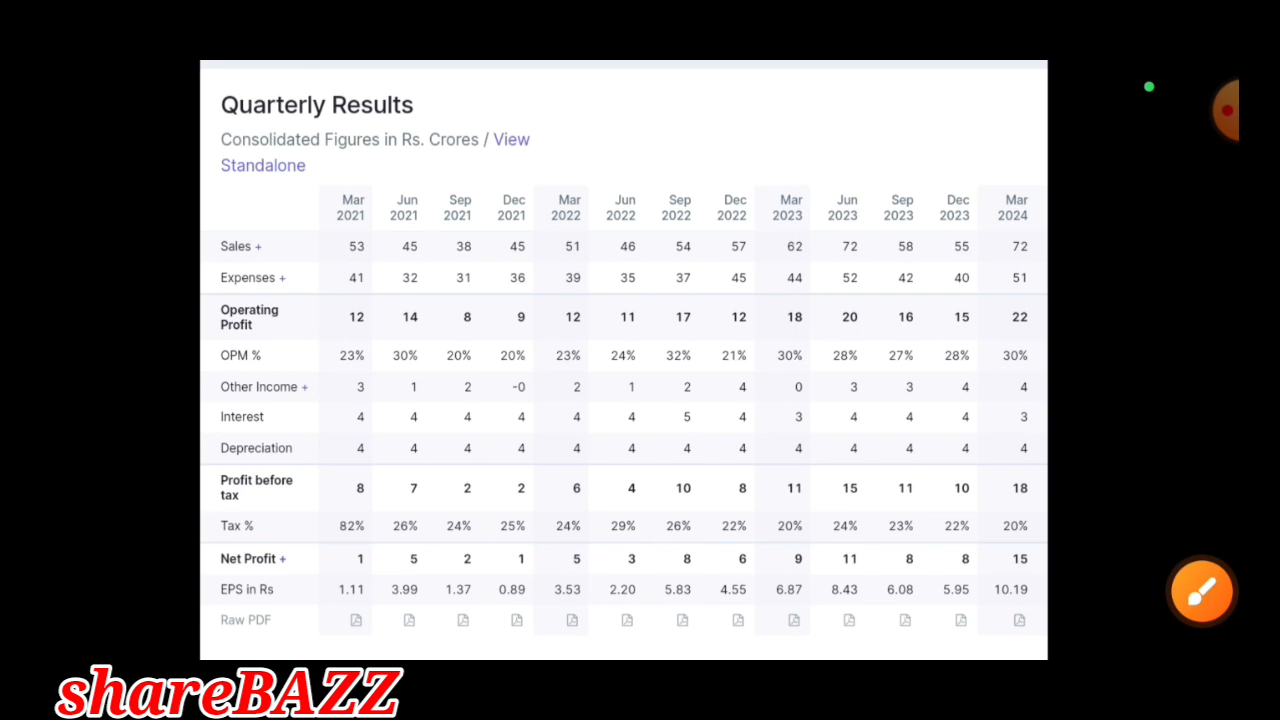 Quarterly Results
Consolidated Figures in Rs. Crores / View
Standalone
Mar Jun Sep Dec Mar Jun Sep Dec Mar Jun Sep Dec Mar
2021 2021 2021 2021 2022 2022 2022 2022 2023 2023 2023 2023 2024
Sales + 53 45 38 45 51 46 54 57 62 72 58 55 72
Expenses + 41 32 31 36 39 35 37 45 44 52 42 40 51
Operating
Profit 12 14 8 9 12 11 17 12 18 20 16 15 22
OPM % 23% 30% 20% 20% 23% 24% 32% 21% 30% 28% 27% 28% 30%
Other Income + 3 1 2 -0 2 1 2 4 0 3 3 4 4
Interest 4 4 4 4 4 4 5 4 3 4 4 4 3
Depreciation 4 4 4 4 4 4 4 4 4 4 4 4 4
Profit before
tax 8 7 2 2 6 4 10 8 11 15 11 10 18
Tax % 82% 26% 24% 25% 24% 29% 26% 22% 20% 24% 23% 22% 20%
Net Profit + 1 5 2 1 5 3 8 6 9 11 8 8 15
EPS in Rs 1.11 3.99 1.37 0.89 3.53 2.20 5.83 4.55 6.87 8.43 6.08 5.95 10.19
Raw PDF
shareBAZZ